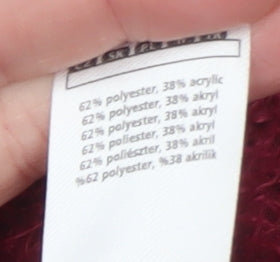 62% polyester, 38% acrylic
62% polyester, 38% akryl
62% polyester, 38% akryl
62% poliester, 38% akryl
62% poliészter, 38% akril
%62 polyester, %38 akrilik